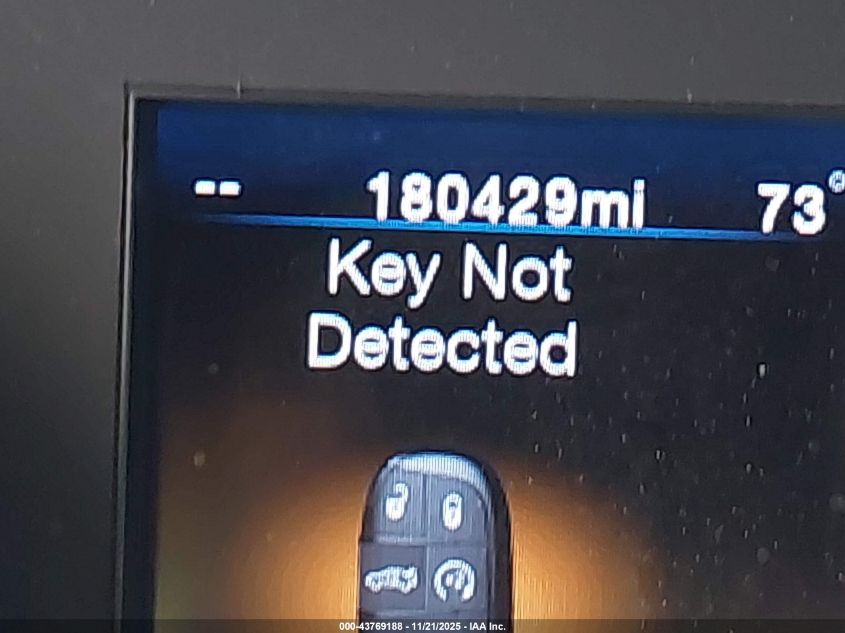 -- 180429mi 73°
Key Not
Detected
000-43769188 - 11/21/2025 - IAA Inc.